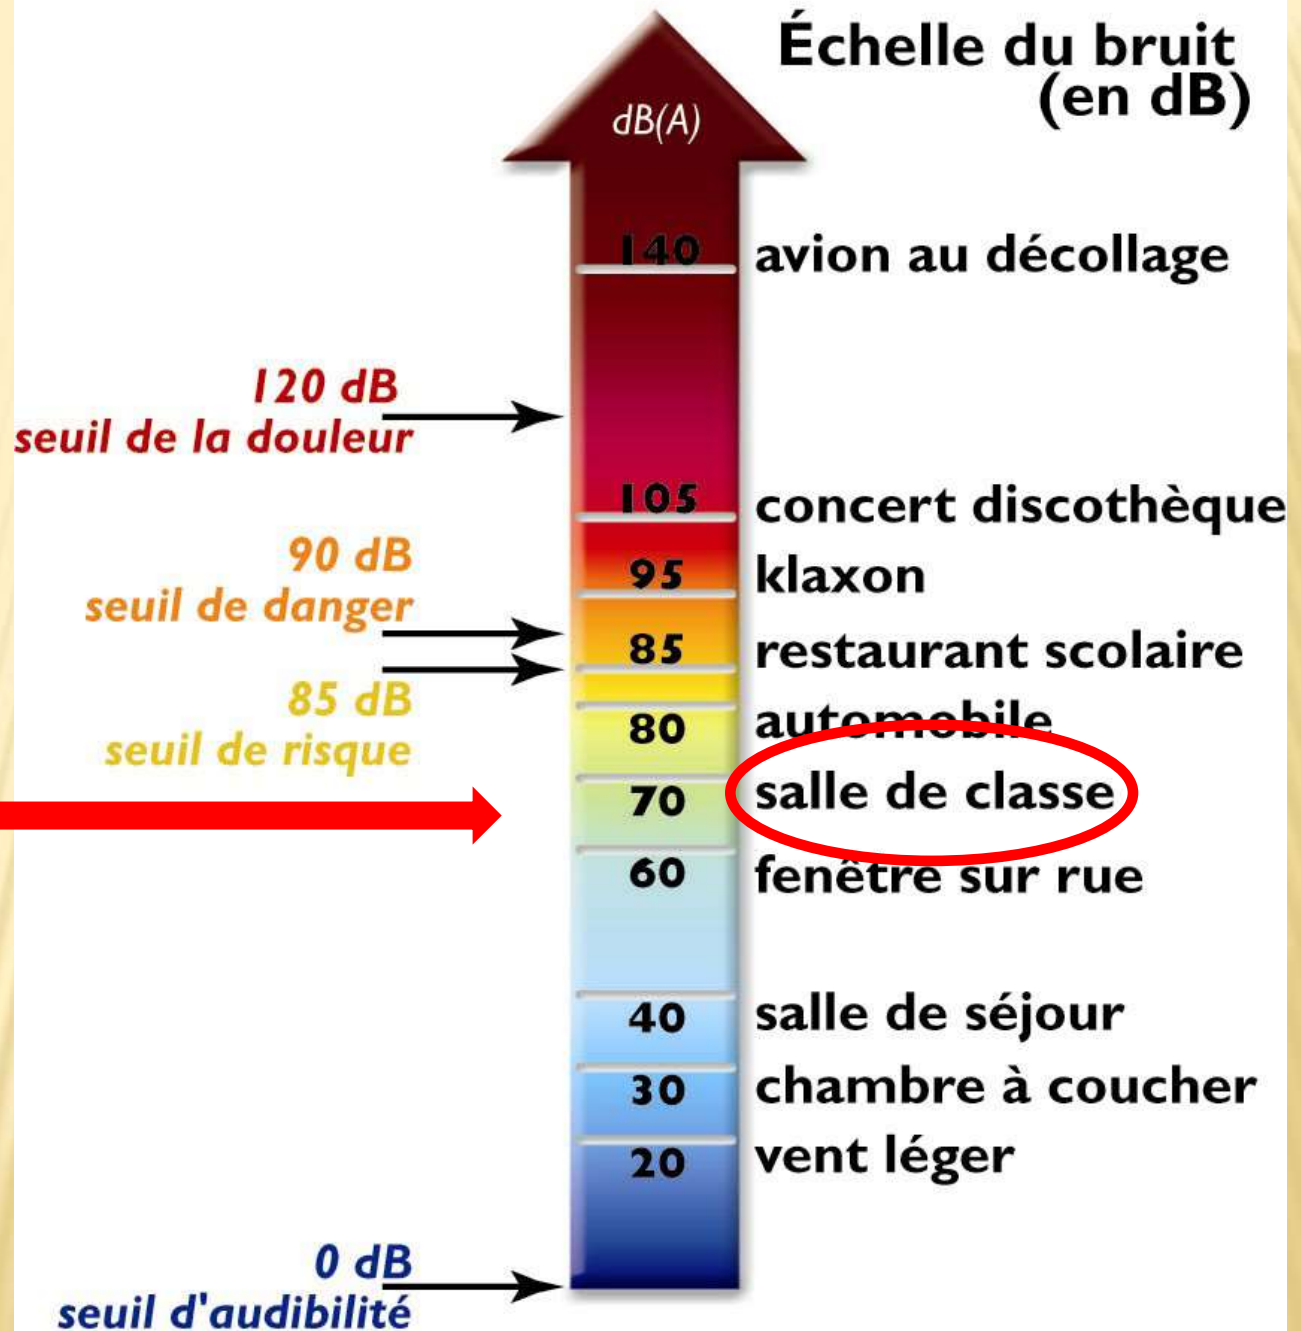 Échelle du bruit
(en dB)
dB(A)
140 avion au décollage
120 dB
seuil de la douleur
105 concert discothèque
90 dB
seuil de danger
95 klaxon
85 restaurant scolaire
85 dB
seuil de risque
80 automobile
70 salle de classe
60 fenêtre sur rue
40 salle de séjour
30 chambre à coucher
20 vent léger
0 dB
seuil d'audibilité